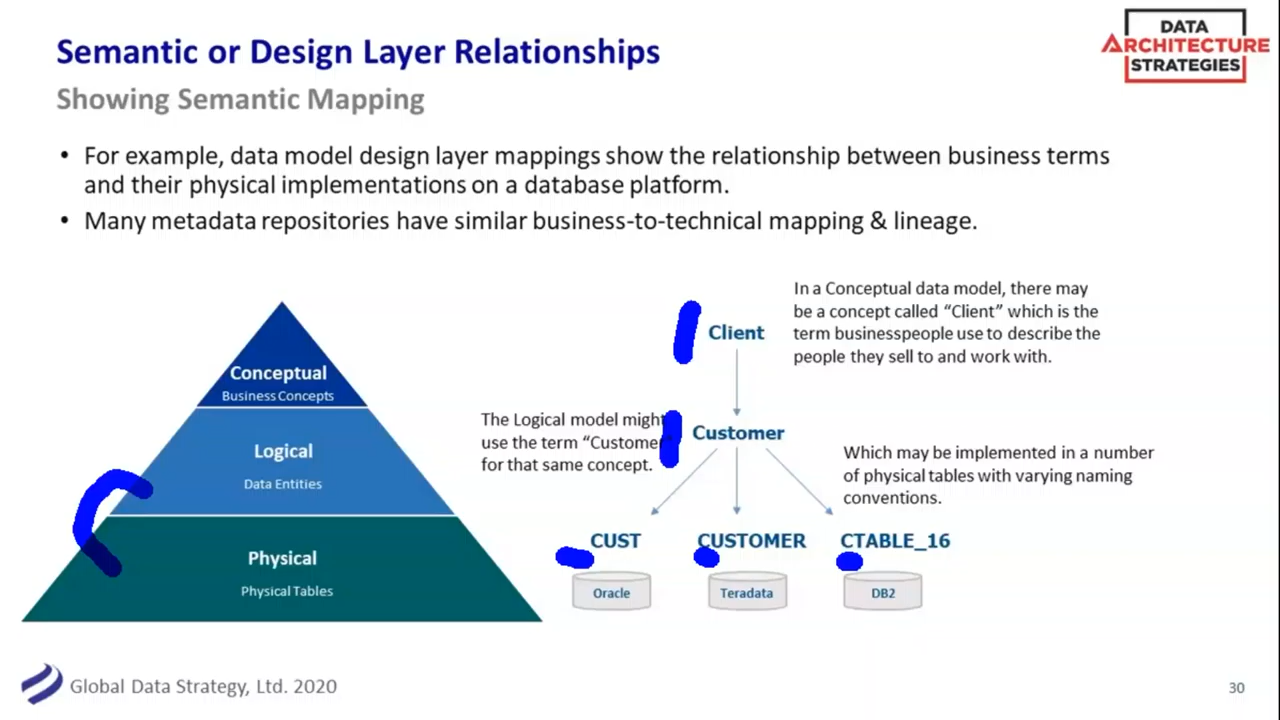 Semantic or Design Layer Relationships
DATA
ARCHITECTURE
STRATEGIES
Showing Semantic Mapping
• For example, data model design layer mappings show the relationship between business terms
and their physical implementations on a database platform.
• Many metadata repositories have similar business-to-technical mapping & lineage.
Conceptual
Business Concepts
Logical
Data Entities
Physical
Physical Tables
Client
In a Conceptual data model, there may
be a concept called “Client” which is the
term businesspeople use to describe the
people they sell to and work with.
The Logical model might
use the term “Customer”
for that same concept.
Customer
Which may be implemented in a number
of physical tables with varying naming
conventions.
CUST
CUSTOMER
CTABLE_16
Oracle
Teradata
DB2
Global Data Strategy, Ltd. 2020
30